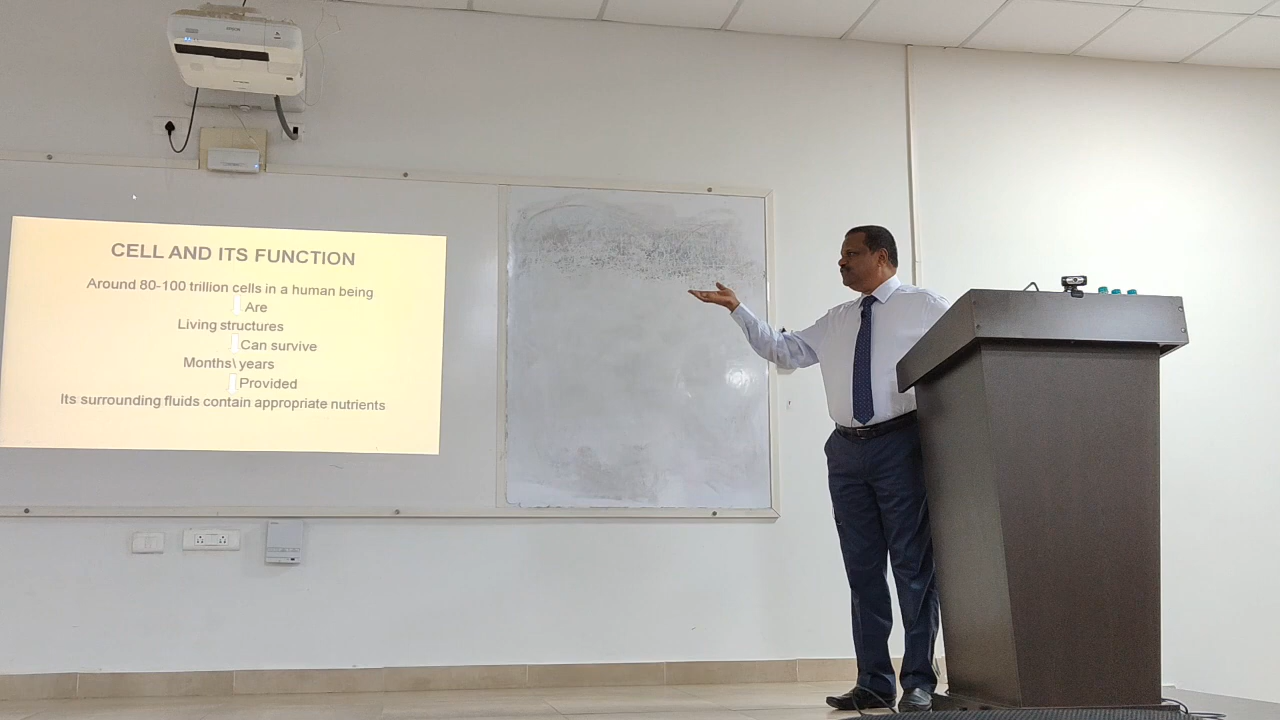 EPSON
CELL AND ITS FUNCTION
Around 80-100 trillion cells in a human being
Are
Living structures
Can survive
Months\ years
Provided
Its surrounding fluids contain appropriate nutrients